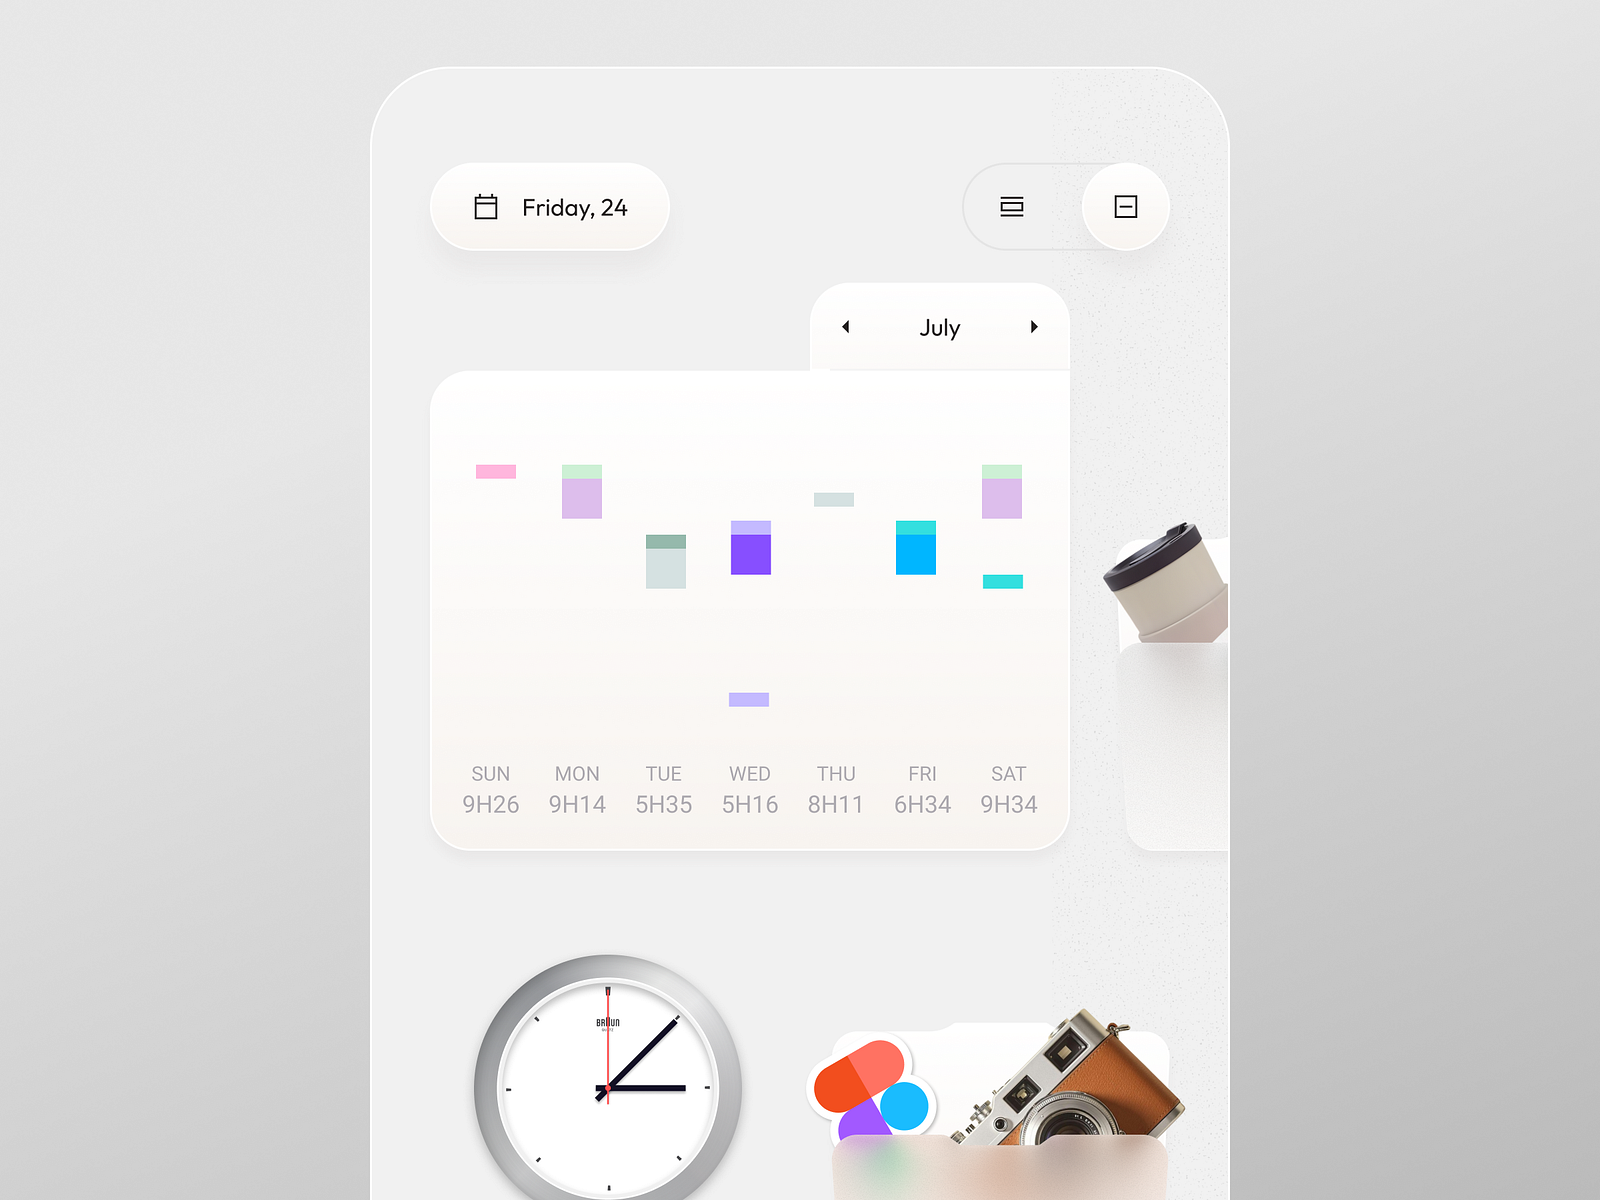 Friday, 24
July
SUN MON TUE WED THU FRI SAT
9H26 9H14 5H35 5H16 8H11 6H34 9H34
BRAUN